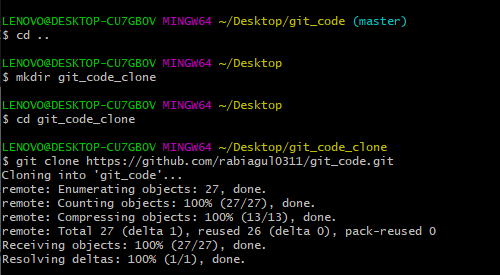 LENOVO@DESKTOP-CU7GBOV MINGW64 ~/Desktop/git_code (master)
$ cd ..
LENOVO@DESKTOP-CU7GBOV MINGW64 ~/Desktop
$ mkdir git_code_clone
LENOVO@DESKTOP-CU7GBOV MINGW64 ~/Desktop
$ cd git_code_clone
LENOVO@DESKTOP-CU7GBOV MINGW64 ~/Desktop/git_code_clone
$ git clone https://github.com/rabiagul0311/git_code.git
Cloning into 'git_code'...
remote: Enumerating objects: 27, done.
remote: Counting objects: 100% (27/27), done.
remote: Compressing objects: 100% (13/13), done.
remote: Total 27 (delta 1), reused 26 (delta 0), pack-reused 0
Receiving objects: 100% (27/27), done.
Resolving deltas: 100% (1/1), done.